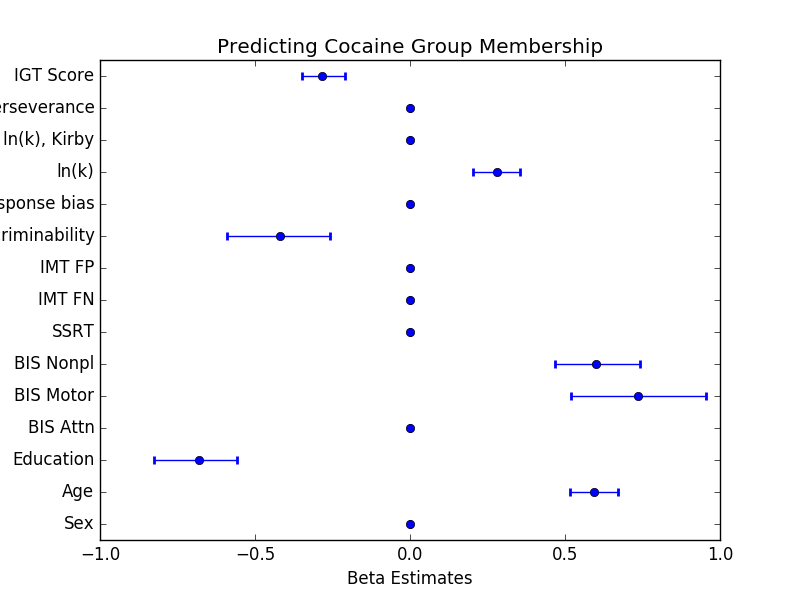 Predicting Cocaine Group Membership
IGT Score
erseverance
ln(k), Kirby
ln(k)
sponse bias
riminability
IMT FP
IMT FN
SSRT
BIS Nonpl
BIS Motor
BIS Attn
Education
Age
Sex
−1.0 −0.5 0.0 0.5 1.0
Beta Estimates